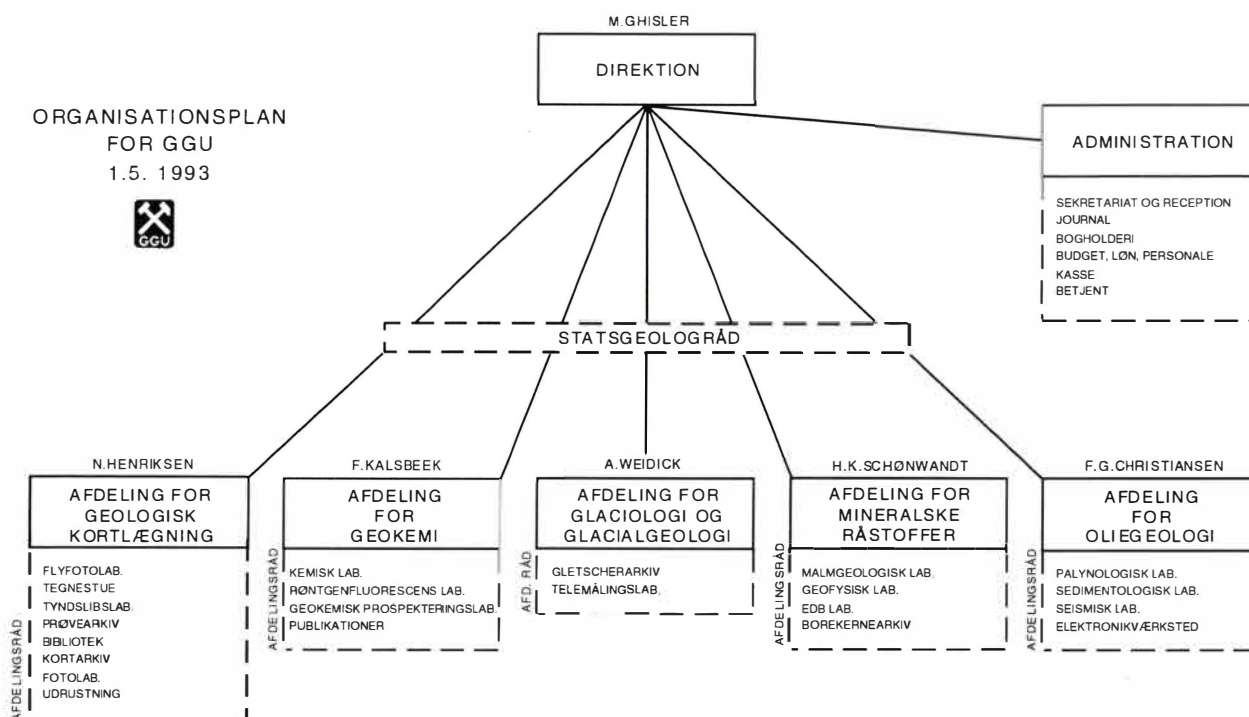 M.GHISLER
DIREKTION
ORGANISATIONSPLAN
FOR GGU
1.5. 1993
GGU
ADMINISTRATION
SEKRETARIAT OG RECEPTION
JOURNAL
BOGHOLDERI
BUDGET, LØN, PERSONALE
KASSE
BETJENT
STATSGEOLOGRÅD
N.HENRIKSEN
AFDELING FOR
GEOLOGISK
KORTLÆGNING
AFDELINGSRÅD
FLYFOTOLAB.
TEGNESTUE
TYNDSLIBSLAB.
PRØVEARKIV
BIBLIOTEK
KORTARKIV
FOTOLAB.
UDRUSTNING
F.KALSBEEK
AFDELING
FOR
GEOKEMI
AFDELINGSRÅD
KEMISK LAB.
RØNTGENFLUORESCENS LAB.
GEOKEMISK PROSPEKTERINGSLAB.
PUBLIKATIONER
A.WEIDICK
AFDELING FOR
GLACIOLOGI OG
GLACIALGEOLOGI
AFD. RÅD
GLETSCHERARKIV
TELEMÅLINGSLAB.
H.K.SCHØNWANDT
AFDELING FOR
MINERALSKE
RÅSTOFFER
AFDELINGSRÅD
MALMGEOLOGISK LAB.
GEOFYSISK LAB.
EDB LAB.
BOREKERNEARKIV
F.G.CHRISTIANSEN
AFDELING
FOR
OLIEGEOLOGI
AFDELINGSRÅD
PALYNOLOGISK LAB.
SEDIMENTOLOGISK LAB.
SEISMISK LAB.
ELEKTRONIKVÆRKSTED